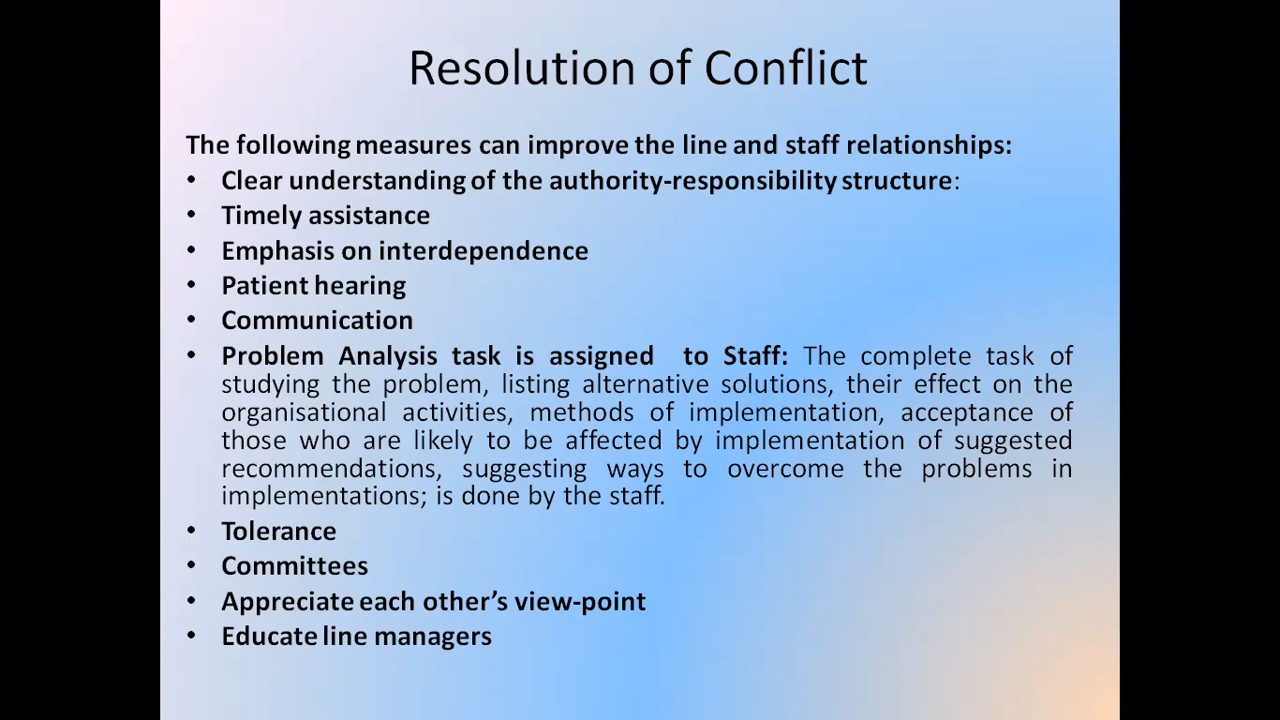 Resolution of Conflict
The following measures can improve the line and staff relationships:
• Clear understanding of the authority-responsibility structure:
• Timely assistance
• Emphasis on interdependence
• Patient hearing
• Communication
• Problem Analysis task is assigned to Staff: The complete task of
studying the problem, listing alternative solutions, their effect on the
organisational activities, methods of implementation, acceptance of
those who are likely to be affected by implementation of suggested
recommendations, suggesting ways to overcome the problems in
implementations; is done by the staff.
• Tolerance
• Committees
• Appreciate each other’s view-point
• Educate line managers